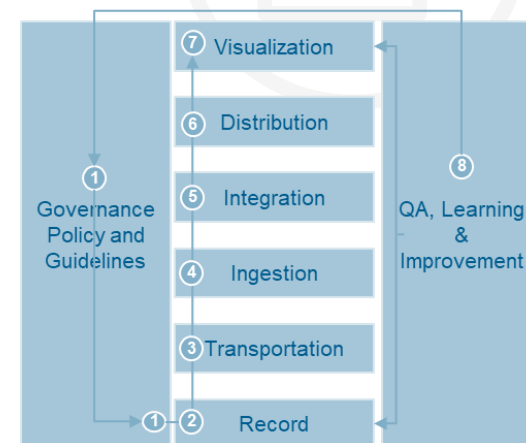 7 Visualization
6 Distribution
1
8
Governance
Policy and
Guidelines
5 Integration
QA, Learning
&
Improvement
4 Ingestion
3 Transportation
1 2 Record